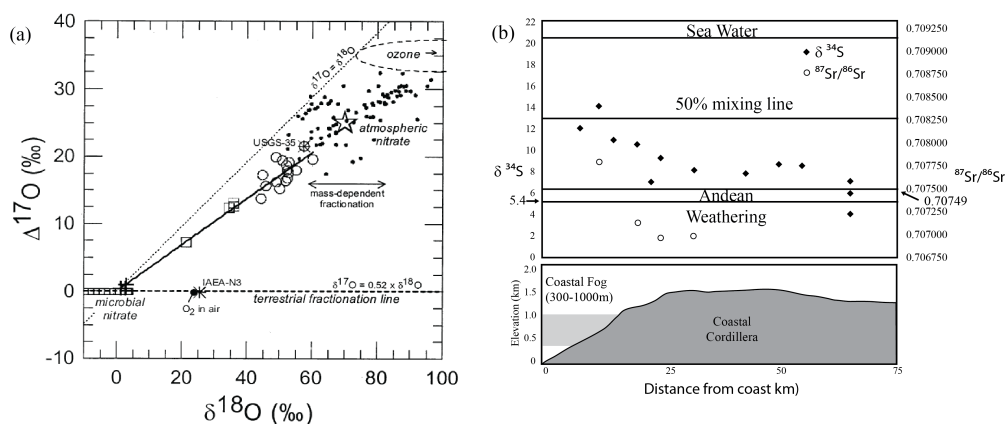 (a)
40
30
20
10
0
-10
Δ¹⁷O (‰)
0
20
40
60
80
100
δ¹⁸O (‰)
δ¹⁷O = δ¹⁸O
ozone →
USGS-35
atmospheric
nitrate
mass-dependent
fractionation
IAEA-N3
δ¹⁷O = 0.52 x δ¹⁸O
microbial
nitrate
O₂ in air
terrestrial fractionation line
(b)
22
20
18
16
14
12
10
8
6
5.4
4
2
0
δ ³⁴S
Sea Water
δ ³⁴S
⁸⁷Sr/⁸⁶Sr
50% mixing line
Andean
Weathering
0.709250
0.709000
0.708750
0.708500
0.708250
0.708000
0.707750
0.707500
0.70749
0.707250
0.707000
0.706750
⁸⁷Sr/⁸⁶Sr
2.0
1.5
1.0
0.5
0
Elevation (km)
Coastal Fog
(300-1000m)
Coastal
Cordillera
0
25
50
75
Distance from coast km)